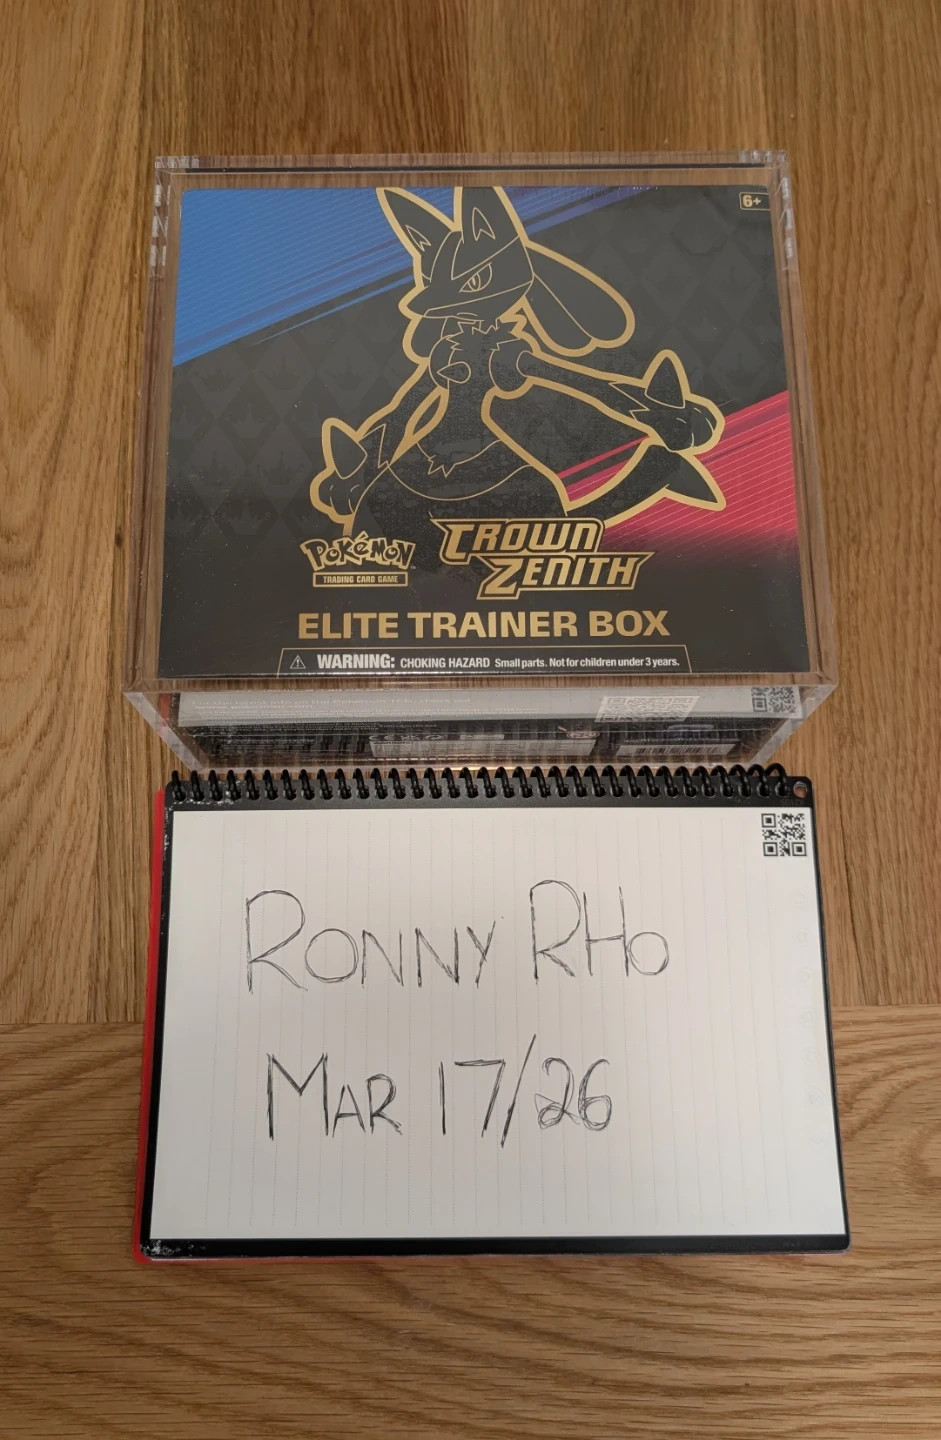 6+
Pokémon
TRADING CARD GAME
CROWN
ZENITH
ELITE TRAINER BOX
WARNING: CHOKING HAZARD Small parts. Not for children under 3 years.
RONNY RHO
MAR 17/26